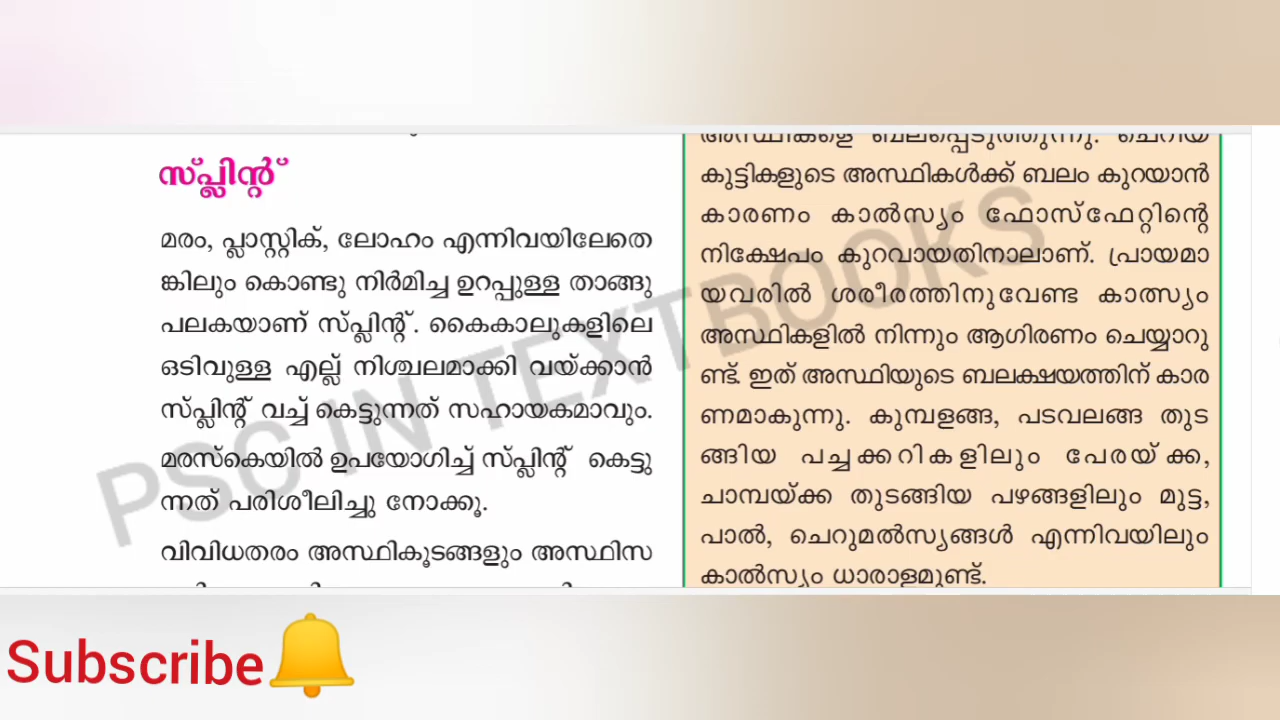 സ്പ്ലിന്റ്
മരം, പ്ലാസ്റ്റിക്, ലോഹം എന്നിവയിലേതെ
ങ്കിലും കൊണ്ടു നിർമിച്ച ഉറപ്പുള്ള താങ്ങു
പലകയാണ് സ്പ്ലിന്റ്. കൈകാലുകളിലെ
ഒടിവുള്ള എല്ല് നിശ്ചലമാക്കി വയ്ക്കാൻ
സ്പ്ലിന്റ് വച്ച് കെട്ടുന്നത് സഹായകമാവും.
മരസ്കെയിൽ ഉപയോഗിച്ച് സ്പ്ലിന്റ് കെട്ടു
ന്നത് പരിശീലിച്ചു നോക്കൂ.
വിവിധതരം അസ്ഥികൂടങ്ങളും അസ്ഥിസ
അസ്ഥികളെ ബലപ്പെടുത്തുന്നു. ചെറിയ
കുട്ടികളുടെ അസ്ഥികൾക്ക് ബലം കുറയാൻ
കാരണം കാൽസ്യം ഫോസ്ഫേറ്റിന്റെ
നിക്ഷേപം കുറവായതിനാലാണ്. പ്രായമാ
യവരിൽ ശരീരത്തിനുവേണ്ട കാത്സ്യം
അസ്ഥികളിൽ നിന്നും ആഗിരണം ചെയ്യാറു
ണ്ട്. ഇത് അസ്ഥിയുടെ ബലക്ഷയത്തിന് കാര
ണമാകുന്നു. കുമ്പളങ്ങ, പടവലങ്ങ തുട
ങ്ങിയ പച്ചക്കറികളിലും പേരയ്ക്ക,
ചാമ്പയ്ക്ക തുടങ്ങിയ പഴങ്ങളിലും മുട്ട,
പാൽ, ചെറുമൽസ്യങ്ങൾ എന്നിവയിലും
കാൽസ്യം ധാരാളമുണ്ട്.
PSC IN TEXTBOOKS
Subscribe